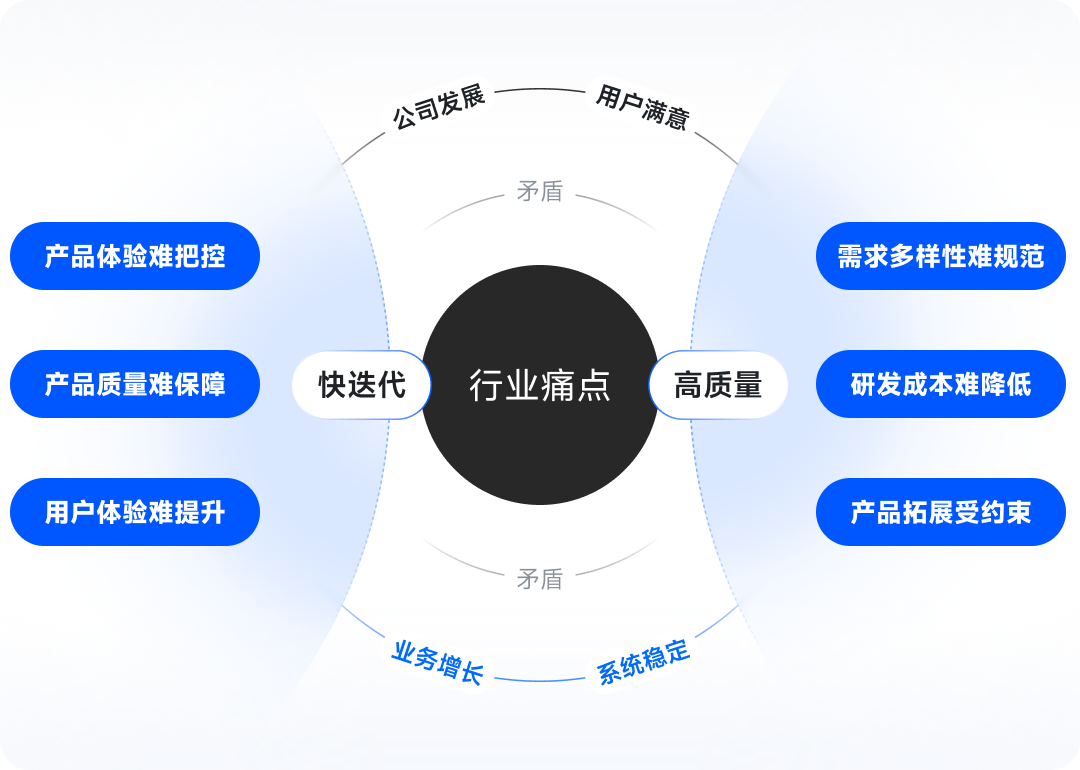 公司发展
用户满意
矛盾
产品体验难把控
需求多样性难规范
产品质量难保障
快迭代
行业痛点
高质量
研发成本难降低
用户体验难提升
产品拓展受约束
矛盾
业务增长
系统稳定